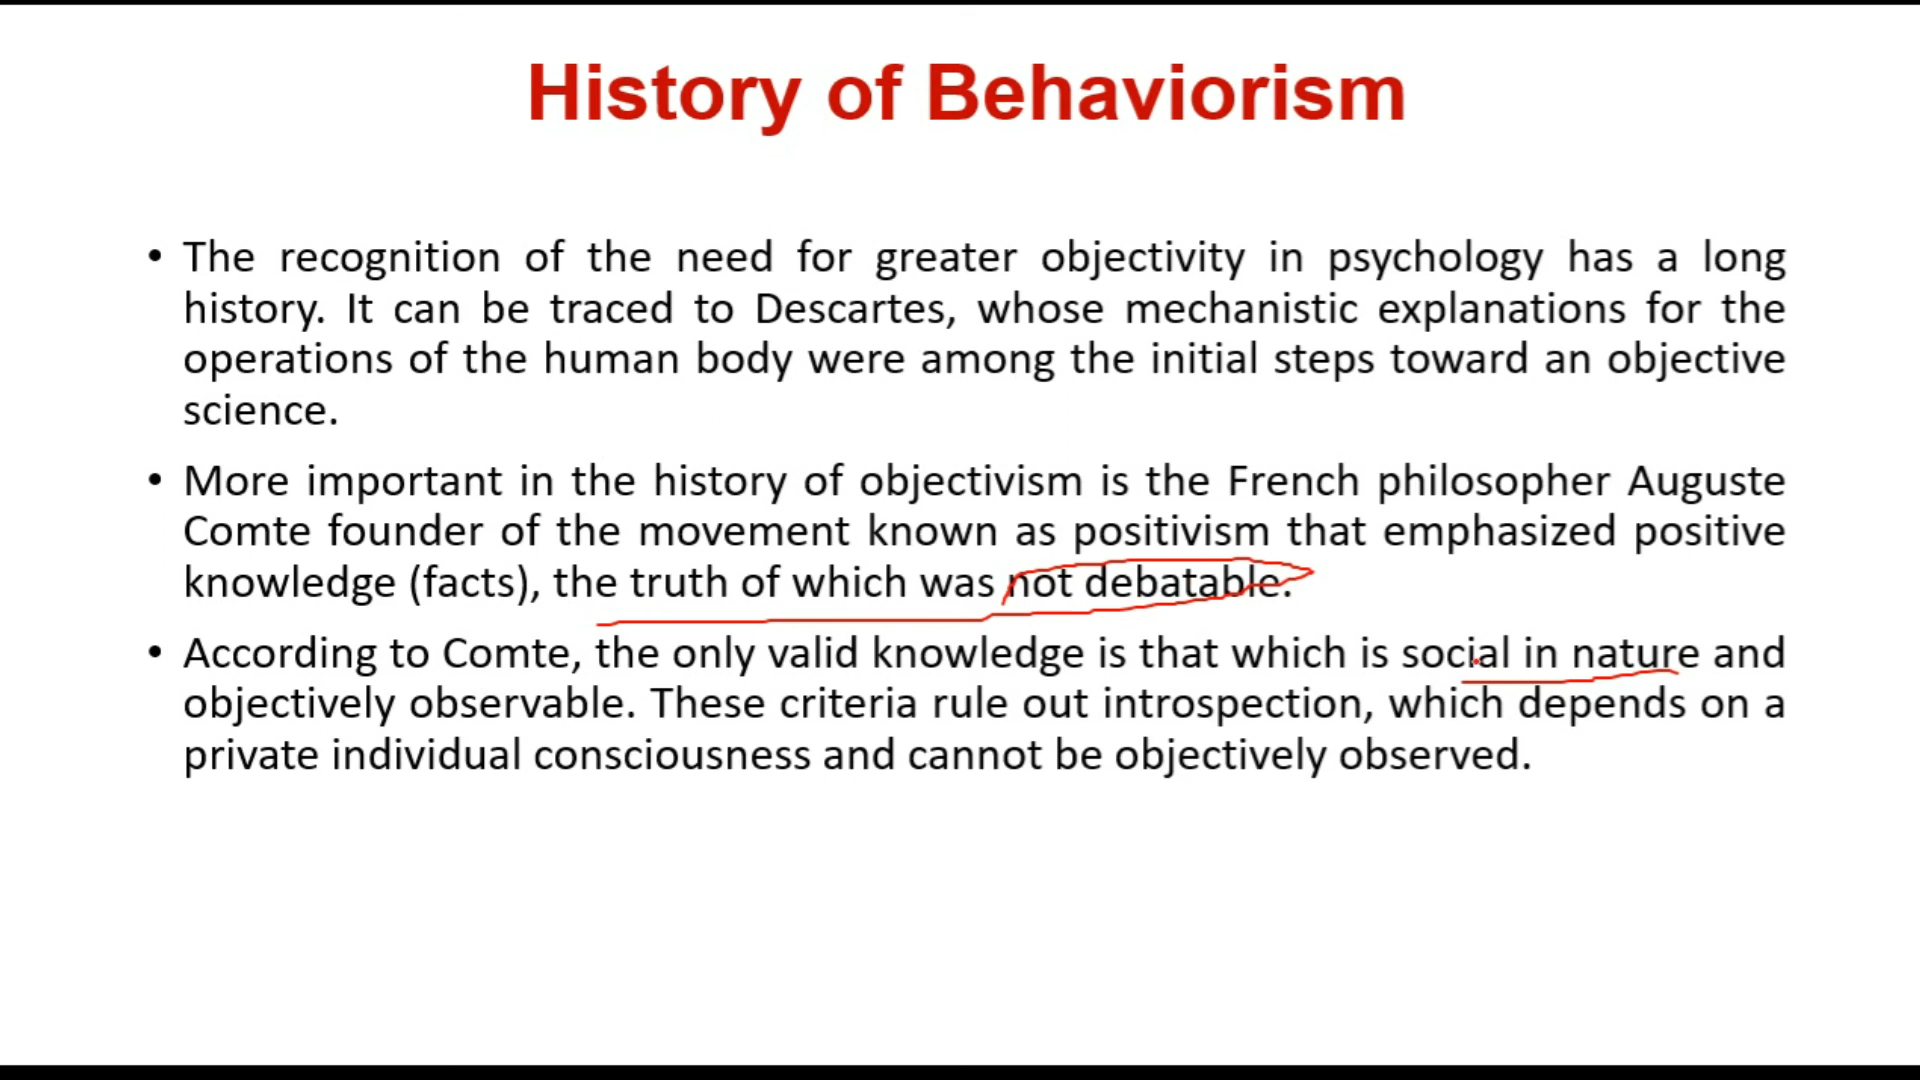 History of Behaviorism
• The recognition of the need for greater objectivity in psychology has a long
history. It can be traced to Descartes, whose mechanistic explanations for the
operations of the human body were among the initial steps toward an objective
science.
• More important in the history of objectivism is the French philosopher Auguste
Comte founder of the movement known as positivism that emphasized positive
knowledge (facts), the truth of which was not debatable.
• According to Comte, the only valid knowledge is that which is social in nature and
objectively observable. These criteria rule out introspection, which depends on a
private individual consciousness and cannot be objectively observed.